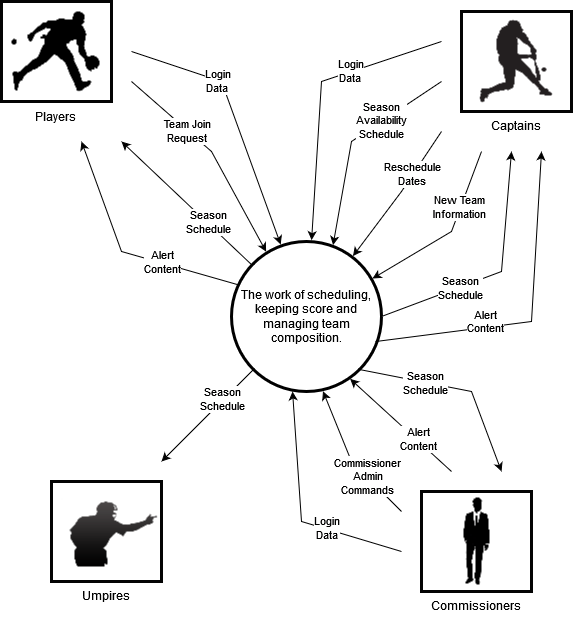 Players
Captains
Login
Data
Team Join
Request
Season
Schedule
Alert
Content
Login
Data
Season
Availability
Schedule
Reschedule
Dates
New Team
Information
Season
Schedule
Alert
Content
The work of scheduling,
keeping score and
managing team
composition.
Season
Schedule
Season
Schedule
Alert
Content
Commissioner
Admin
Commands
Login
Data
Umpires
Commissioners